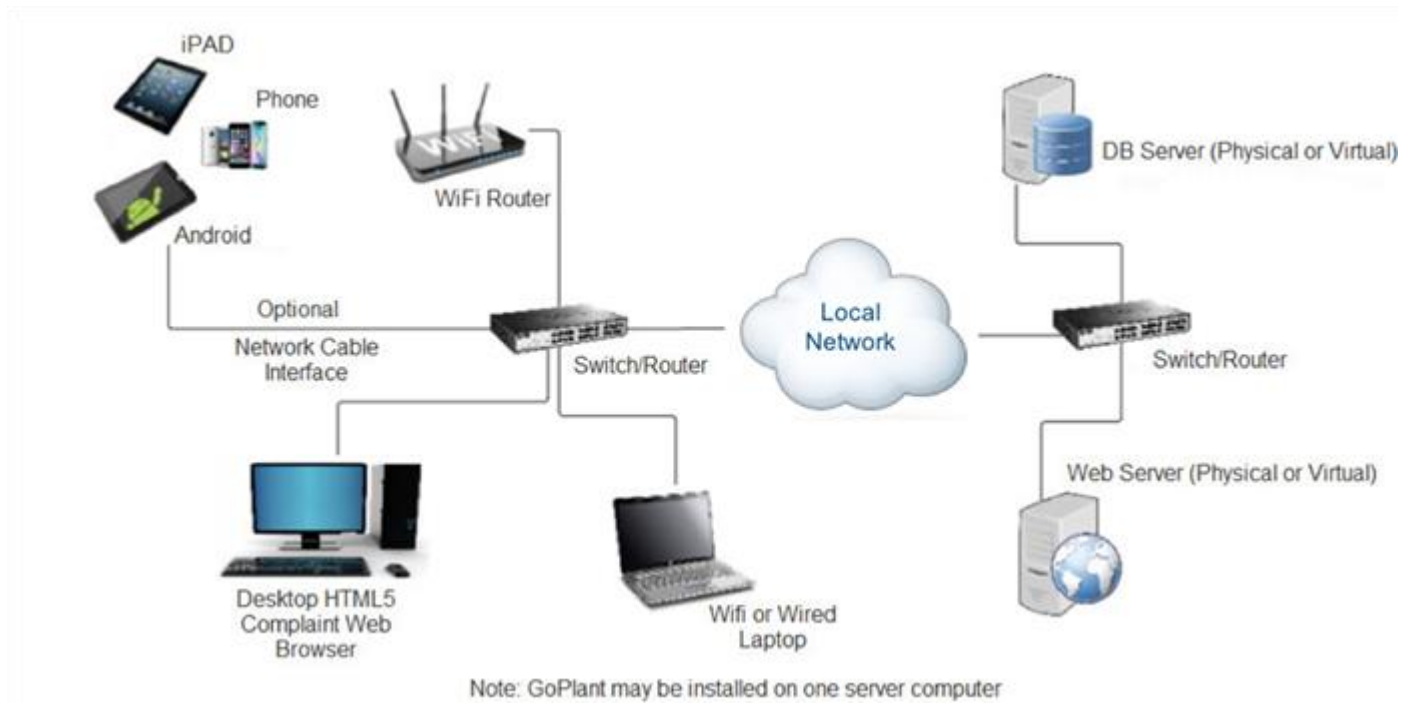 iPAD
Phone
Android
WiFi
WiFi Router
DB Server (Physical or Virtual)
Optional
Network Cable
Interface
Switch/Router
Local
Network
Switch/Router
Web Server (Physical or Virtual)
Desktop HTML5
Complaint Web
Browser
Wifi or Wired
Laptop
Note: GoPlant may be installed on one server computer